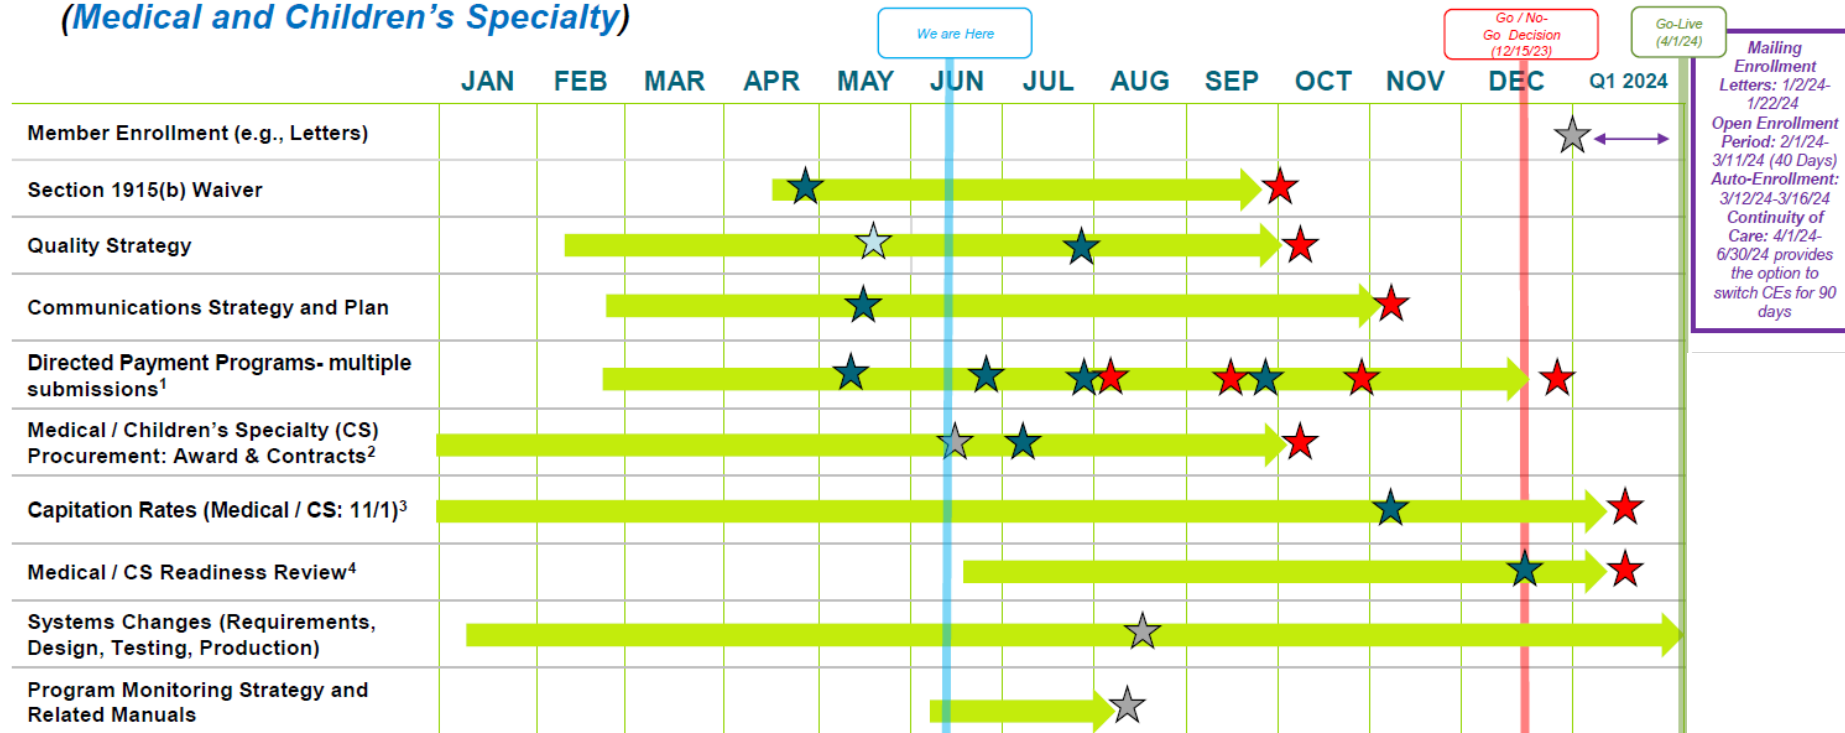 (Medical and Children's Specialty)
We are Here
Go / No-
Go Decision
(12/15/23)
Go-Live
(4/1/24)
JAN FEB MAR APR MAY JUN JUL AUG SEP OCT NOV DEC Q1 2024
Mailing
Enrollment
Letters: 1/2/24-
1/22/24
Open Enrollment
Period: 2/1/24-
3/11/24 (40 Days)
Auto-Enrollment:
3/12/24-3/16/24
Continuity of
Care: 4/1/24-
6/30/24 provides
the option to
switch CEs for 90
days
Member Enrollment (e.g., Letters)
Section 1915(b) Waiver
Quality Strategy
Communications Strategy and Plan
Directed Payment Programs- multiple
submissions¹
Medical / Children's Specialty (CS)
Procurement: Award & Contracts²
Capitation Rates (Medical / CS: 11/1)³
Medical / CS Readiness Review⁴
Systems Changes (Requirements,
Design, Testing, Production)
Program Monitoring Strategy and
Related Manuals